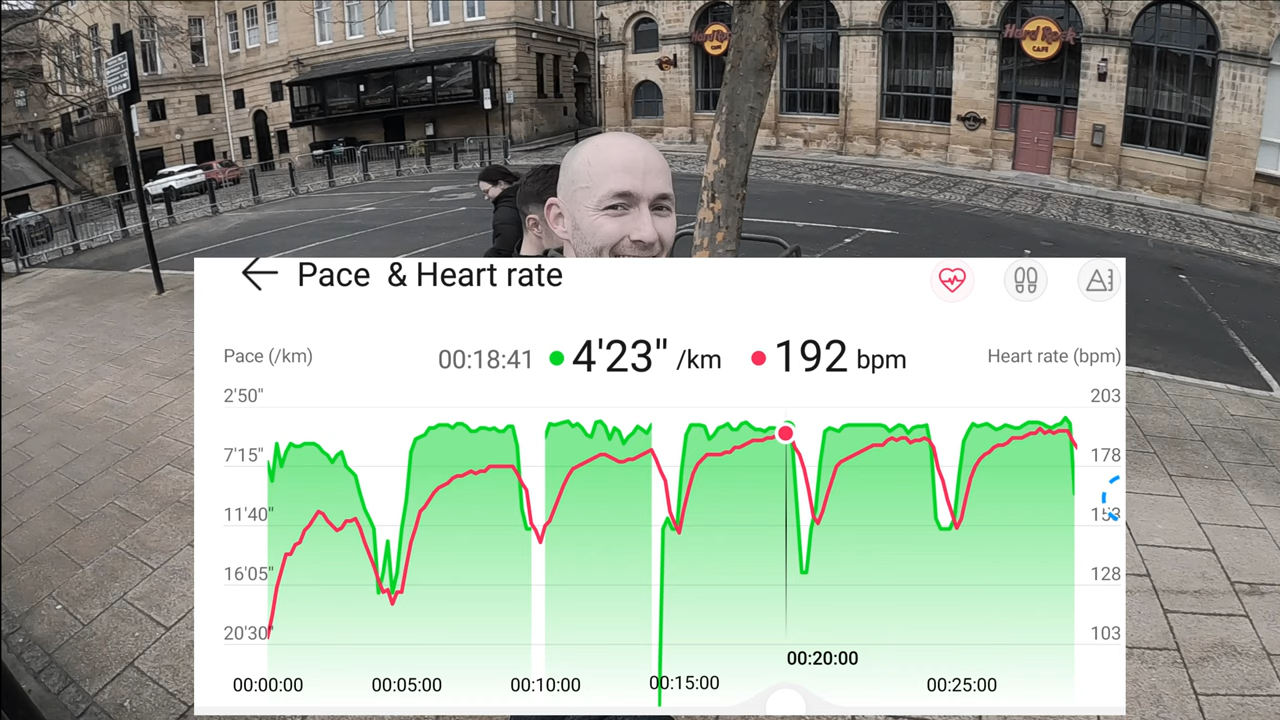 Hard Rock
CAFE
Hard Rock
CAFE
Pace & Heart rate
Pace (/km)
00:18:41 4'23" /km 192 bpm
Heart rate (bpm)
2'50" 203
7'15" 178
11'40" 153
16'05" 128
20'30" 103
00:20:00
00:00:00 00:05:00 00:10:00 00:15:00 00:25:00